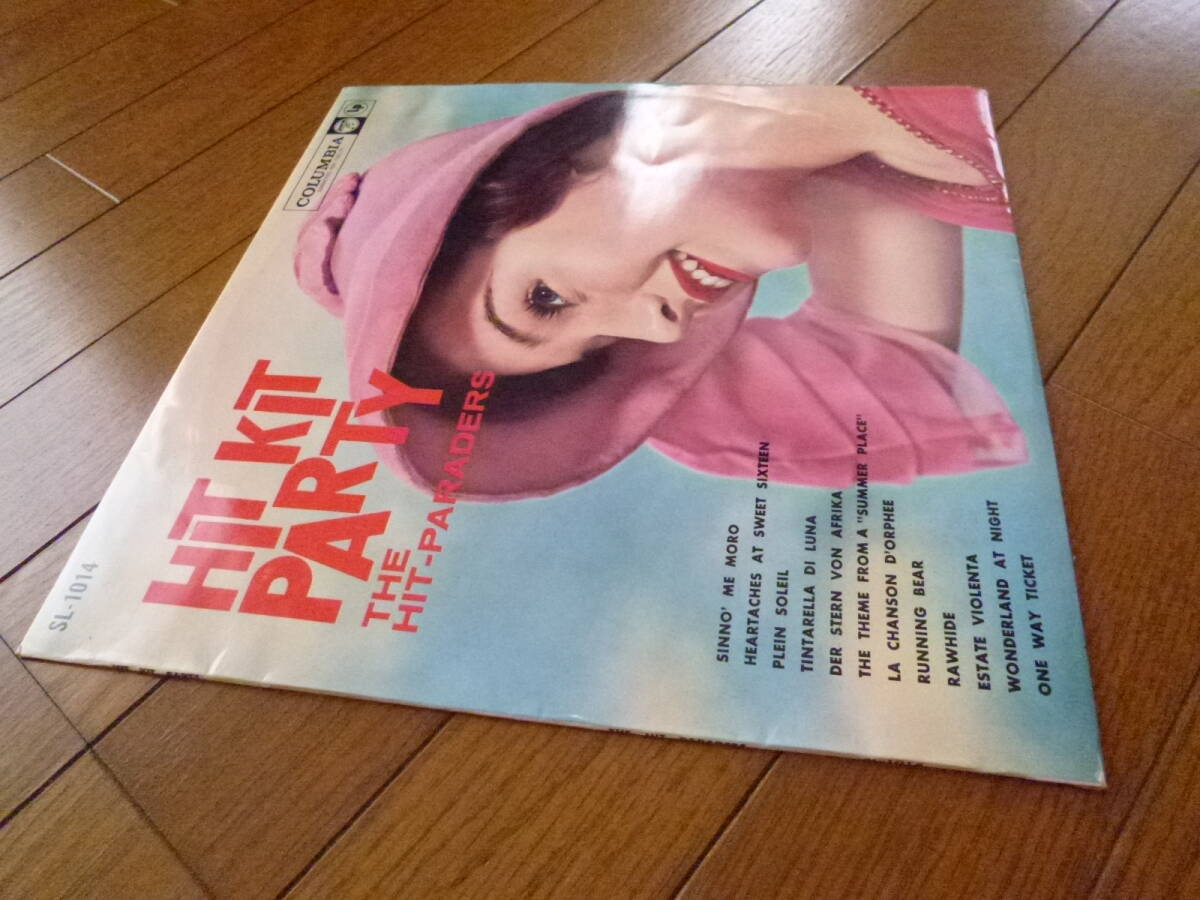 SL-1014
COLUMBIA
HIT KIT
PARTY
THE
HIT-PARADERS
SINNO' ME MORO
HEARTACHES AT SWEET SIXTEEN
PLEIN SOLEIL
TINTARELLA DI LUNA
DER STERN VON AFRIKA
THE THEME FROM A "SUMMER PLACE"
LA CHANSON D'ORPHEE
RUNNING BEAR
RAWHIDE
ESTATE VIOLENTA
WONDERLAND AT NIGHT
ONE WAY TICKET